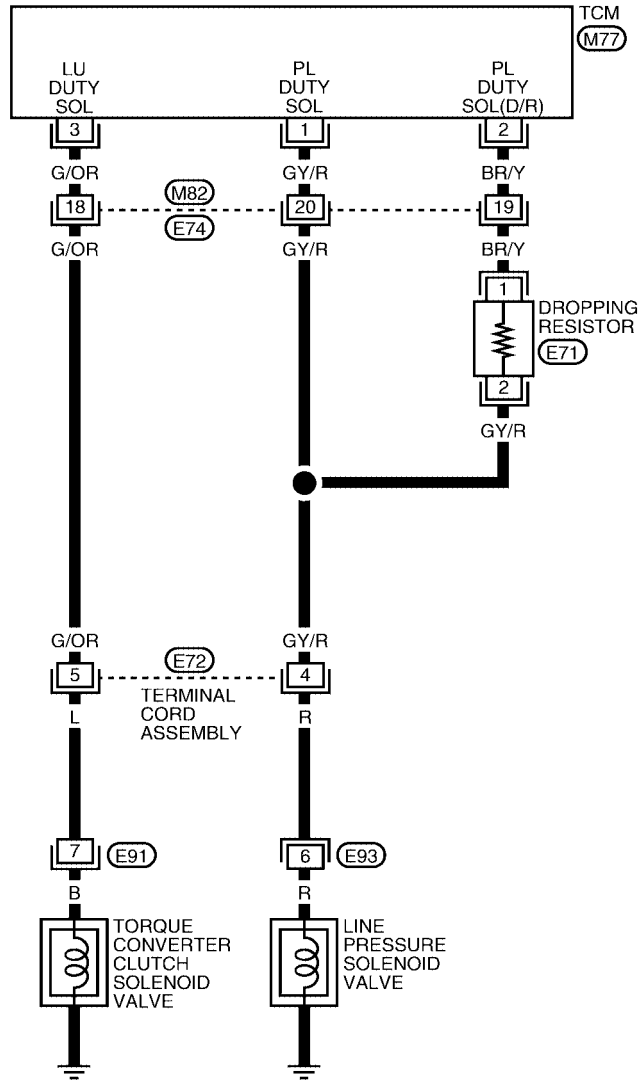 TCM
M77
LU
DUTY
SOL
PL
DUTY
SOL
PL
DUTY
SOL(D/R)
3
1
2
G/OR
GY/R
BR/Y
M82
18
20
19
E74
G/OR
GY/R
BR/Y
1
DROPPING
RESISTOR
E71
2
GY/R
G/OR
GY/R
E72
5
4
TERMINAL
CORD
ASSEMBLY
L
R
7
E91
6
E93
B
R
TORQUE
CONVERTER
CLUTCH
SOLENOID
VALVE
LINE
PRESSURE
SOLENOID
VALVE